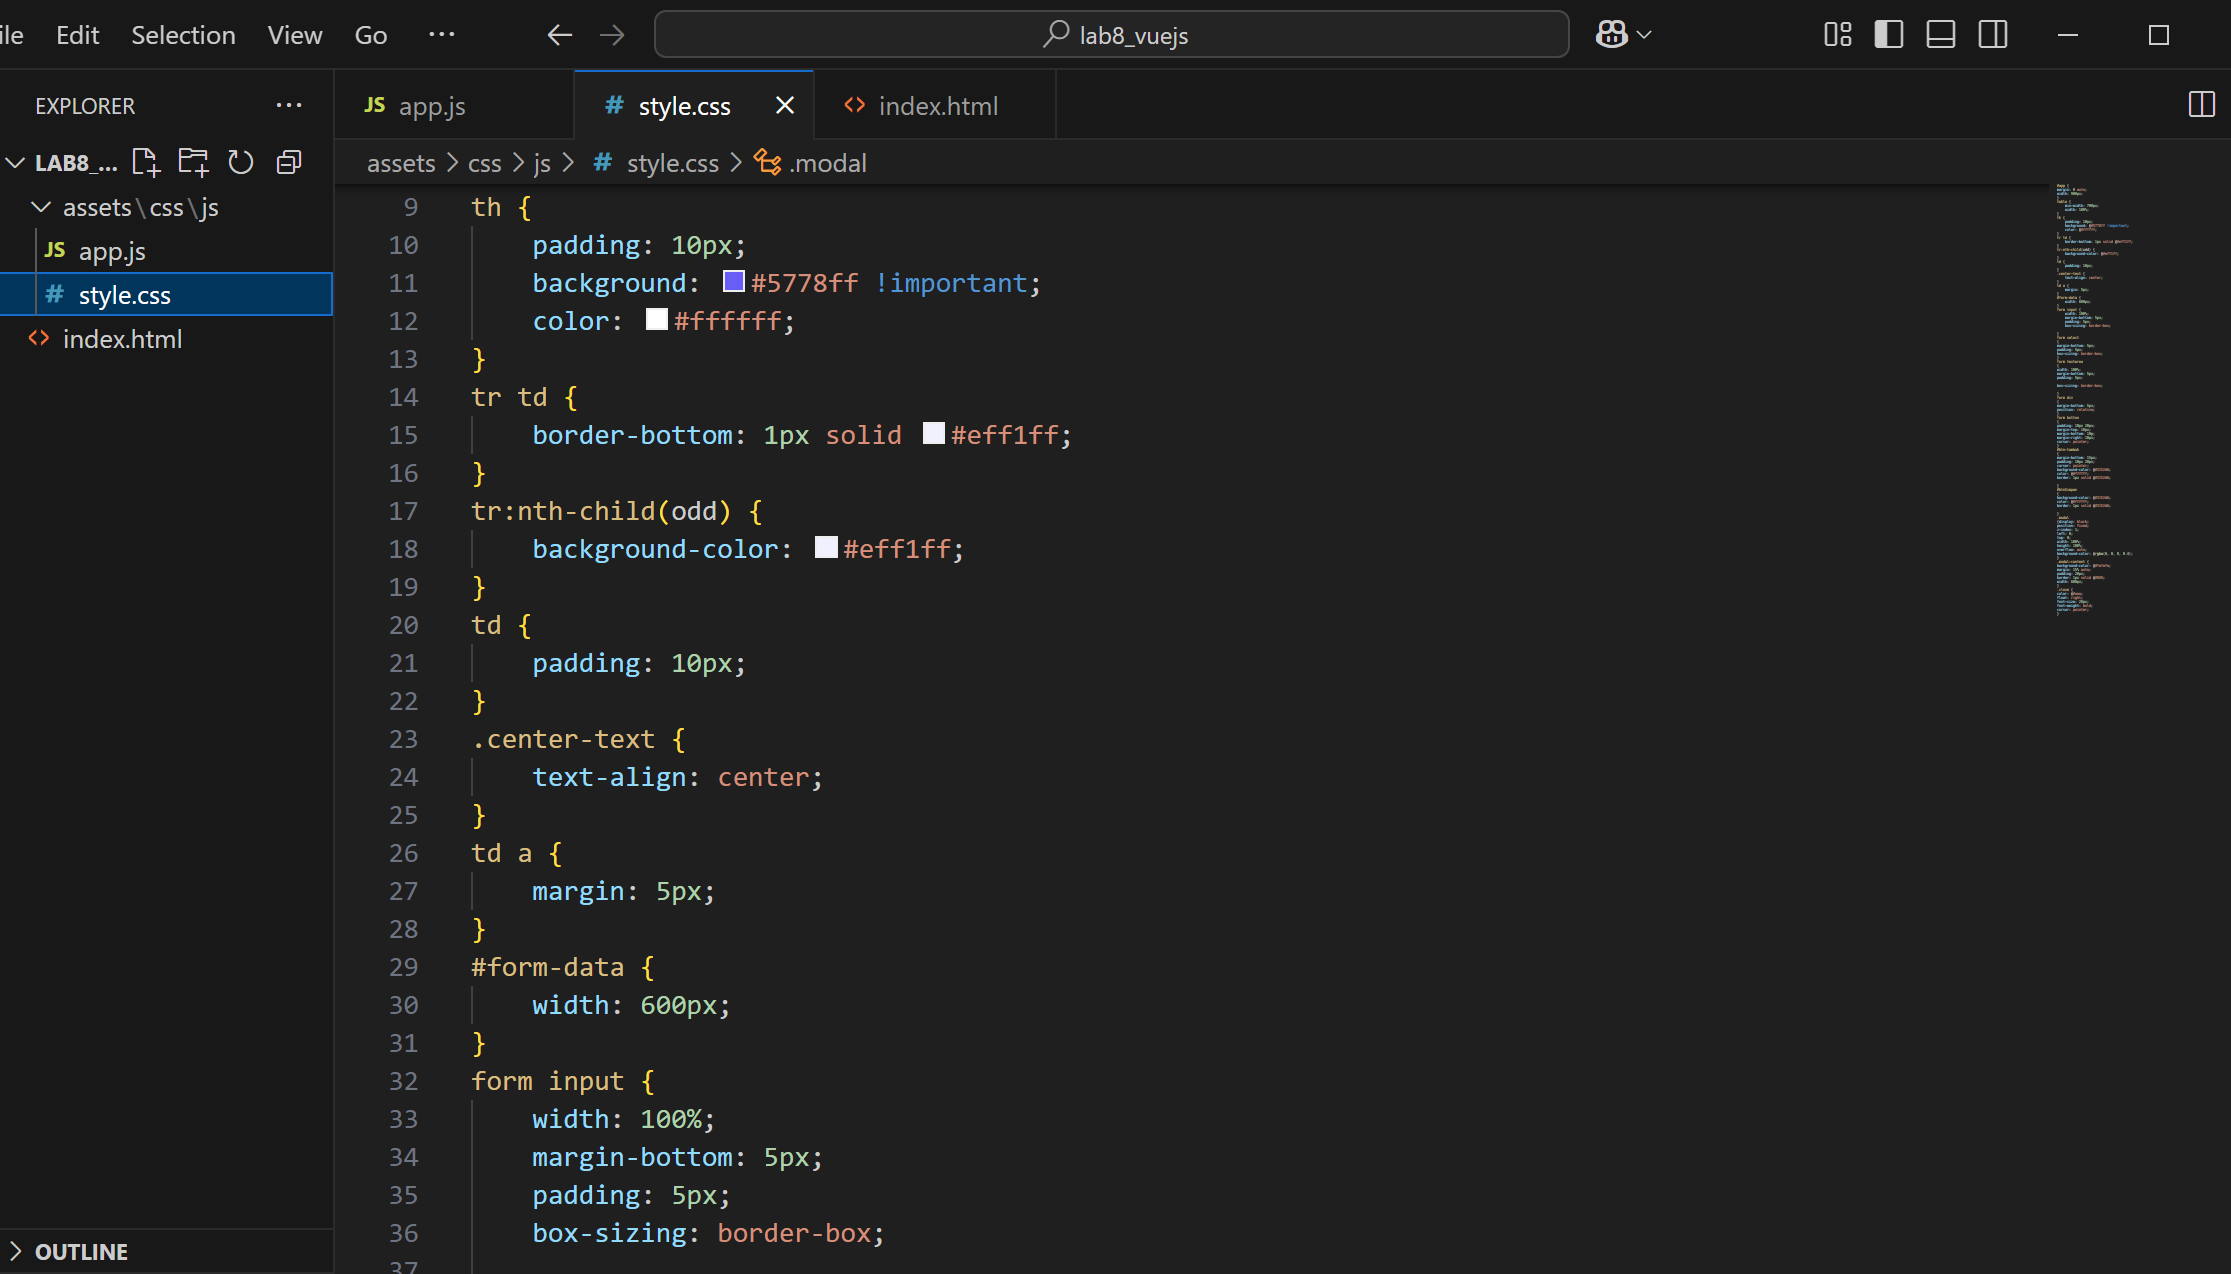 ile Edit Selection View Go ··· lab8_vuejs
EXPLORER ···
JS app.js
# style.css
<> index.html
LAB8_...
assets\css\js
JS app.js
# style.css
<> index.html
OUTLINE
assets > css > js > # style.css > .modal
9 th {
10 padding: 10px;
11 background: #5778ff !important;
12 color: #ffffff;
13 }
14 tr td {
15 border-bottom: 1px solid #eff1ff;
16 }
17 tr:nth-child(odd) {
18 background-color: #eff1ff;
19 }
20 td {
21 padding: 10px;
22 }
23 .center-text {
24 text-align: center;
25 }
26 td a {
27 margin: 5px;
28 }
29 #form-data {
30 width: 600px;
31 }
32 form input {
33 width: 100%;
34 margin-bottom: 5px;
35 padding: 5px;
36 box-sizing: border-box;
37